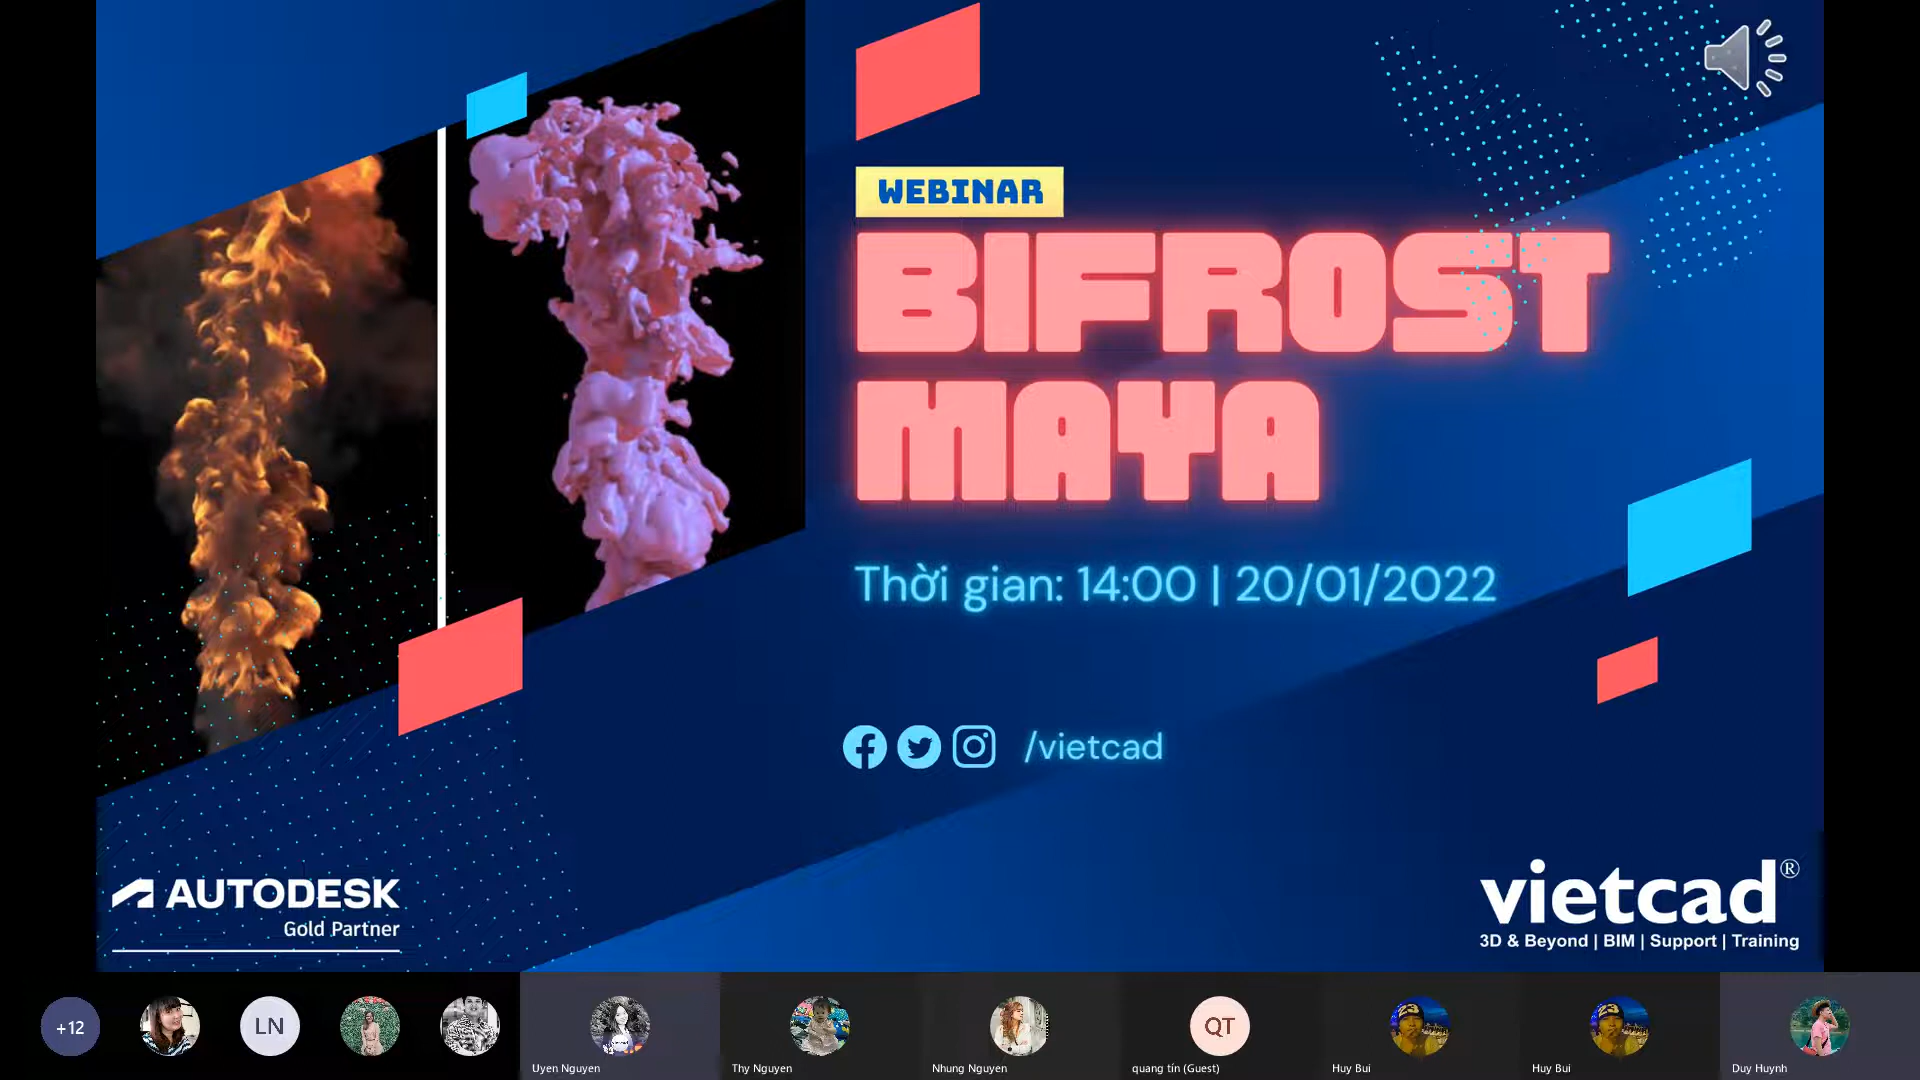 WEBINAR
BIFROST
MAYA
Thời gian: 14:00 | 20/01/2022
/vietcad
AUTODESK
Gold Partner
vietcad®
3D & Beyond | BIM | Support | Training
+12
LN
QT
23
23
Uyen Nguyen
Thy Nguyen
Nhung Nguyen
quang tín (Guest)
Huy Bui
Huy Bui
Duy Huynh